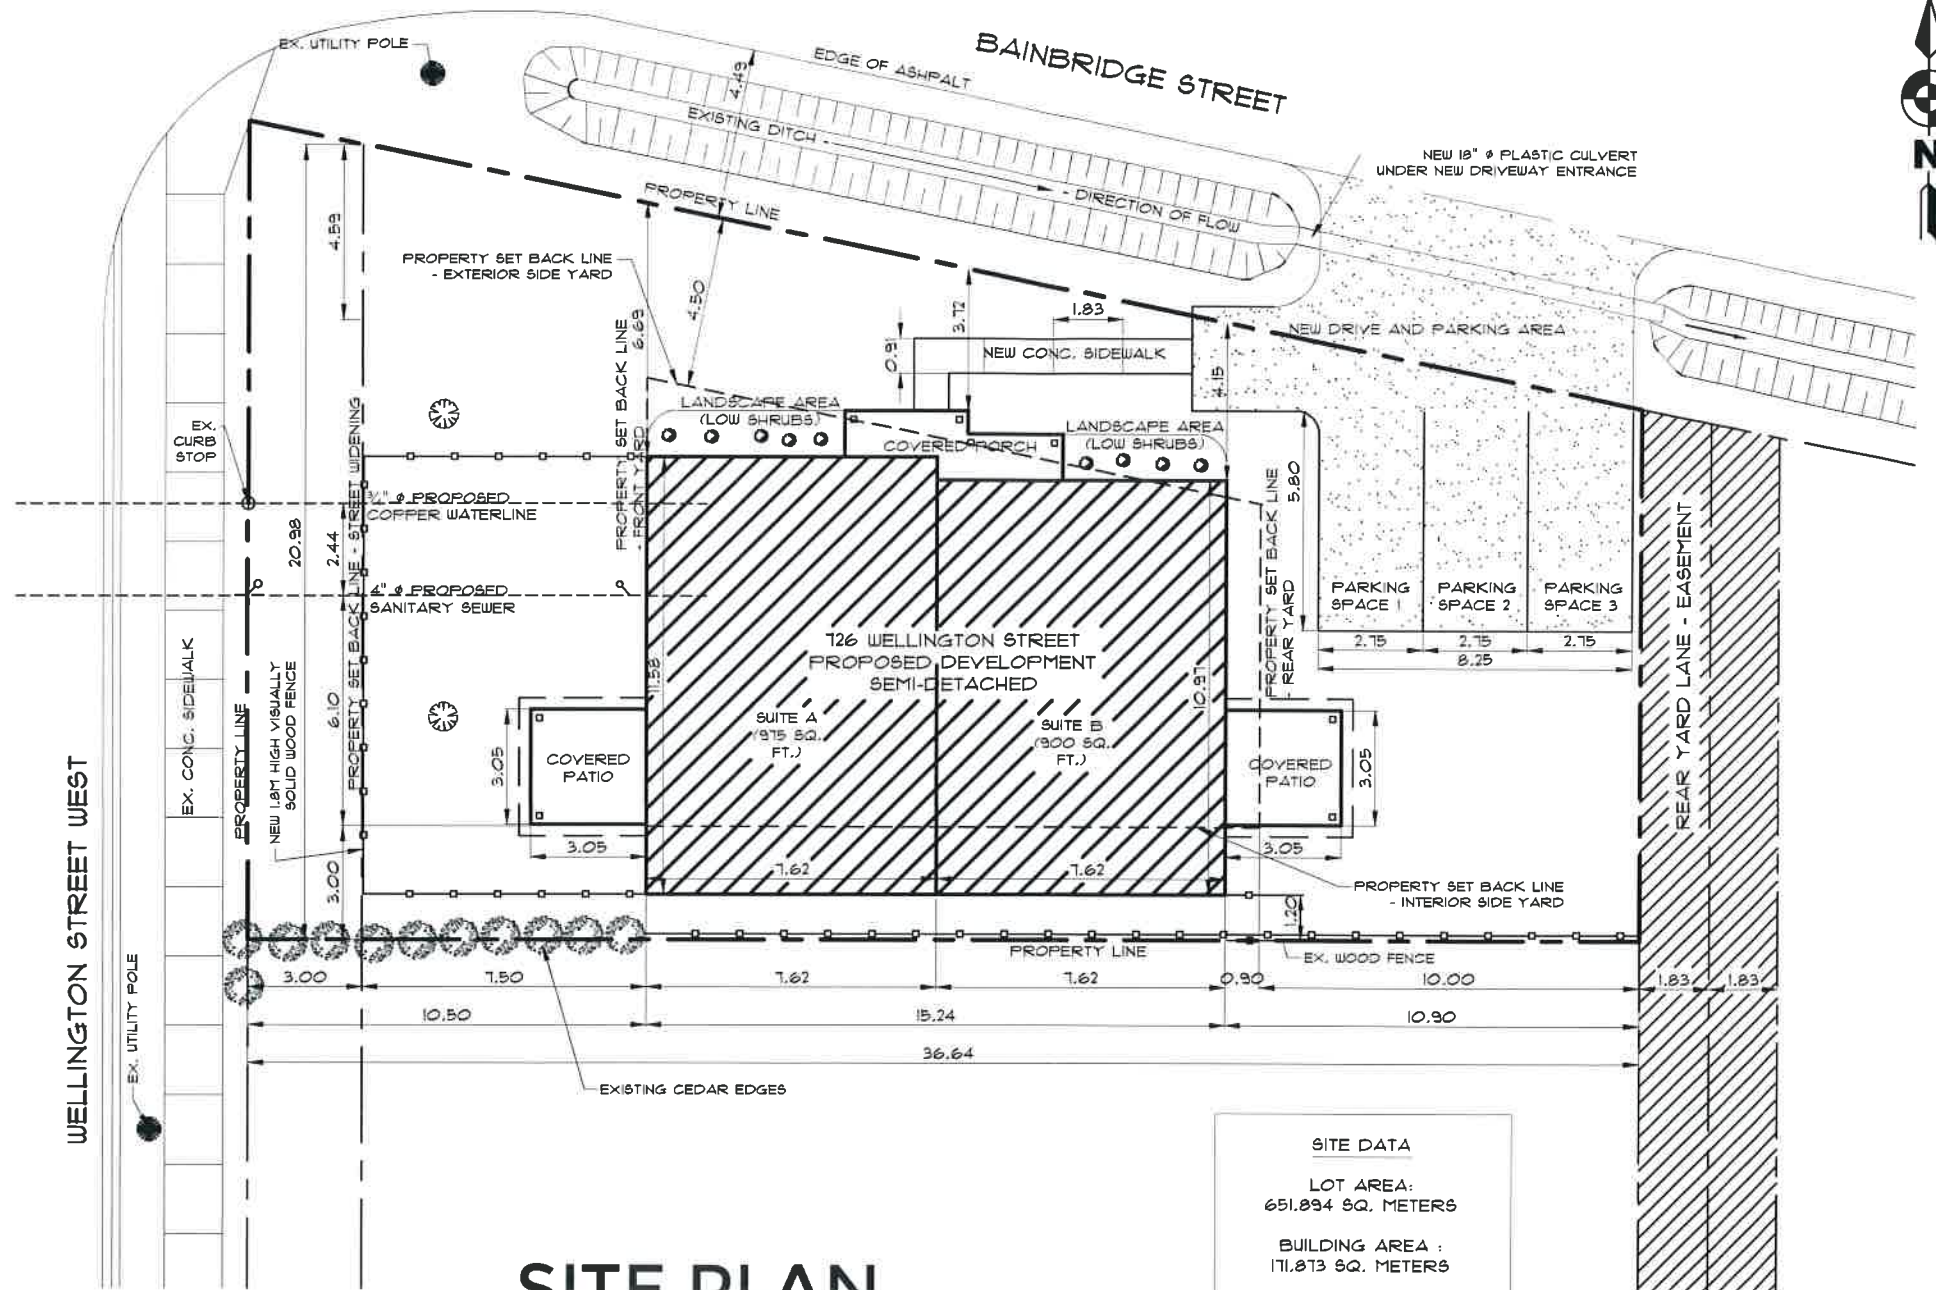 BAINBRIDGE STREET
EX. UTILITY POLE
EDGE OF ASHPALT
4.49
EXISTING DITCH
- DIRECTION OF FLOW
NEW 18" ø PLASTIC CULVERT
UNDER NEW DRIVEWAY ENTRANCE
N
PROPERTY LINE
4.59
PROPERTY SET BACK LINE
- EXTERIOR SIDE YARD
4.50
6.69
3.72
1.83
0.91
NEW CONC. SIDEWALK
NEW DRIVE AND PARKING AREA
4.15
LANDSCAPE AREA
(LOW SHRUBS)
COVERED PORCH
LANDSCAPE AREA
(LOW SHRUBS)
EX.
CURB
STOP
PROPERTY SET BACK LINE - STREET WIDENING
PROPERTY SET BACK LINE
- FRONT YARD
3/4" ø PROPOSED
COPPER WATERLINE
20.98
2.44
4" ø PROPOSED
SANITARY SEWER
5.80
PROPERTY SET BACK LINE
- REAR YARD
PARKING
SPACE 1
PARKING
SPACE 2
PARKING
SPACE 3
2.75
2.75
2.75
8.25
REAR YARD LANE - EASEMENT
726 WELLINGTON STREET
PROPOSED DEVELOPMENT
SEMI-DETACHED
11.58
10.97
SUITE A
(975 SQ.
FT.)
SUITE B
(900 SQ.
FT.)
EX. CONC. SIDEWALK
PROPERTY LINE
NEW 1.8M HIGH VISUALLY
SOLID WOOD FENCE
6.10
3.00
3.05
COVERED
PATIO
3.05
COVERED
PATIO
3.05
3.05
7.62
7.62
PROPERTY SET BACK LINE
- INTERIOR SIDE YARD
1.20
PROPERTY LINE
EX. WOOD FENCE
WELLINGTON STREET WEST
EX. UTILITY POLE
3.00
7.50
7.62
7.62
0.90
10.00
1.83
1.83
10.50
15.24
10.90
36.64
EXISTING CEDAR EDGES
SITE DATA
LOT AREA:
651.894 SQ. METERS
BUILDING AREA :
171.873 SQ. METERS
SITE PLAN